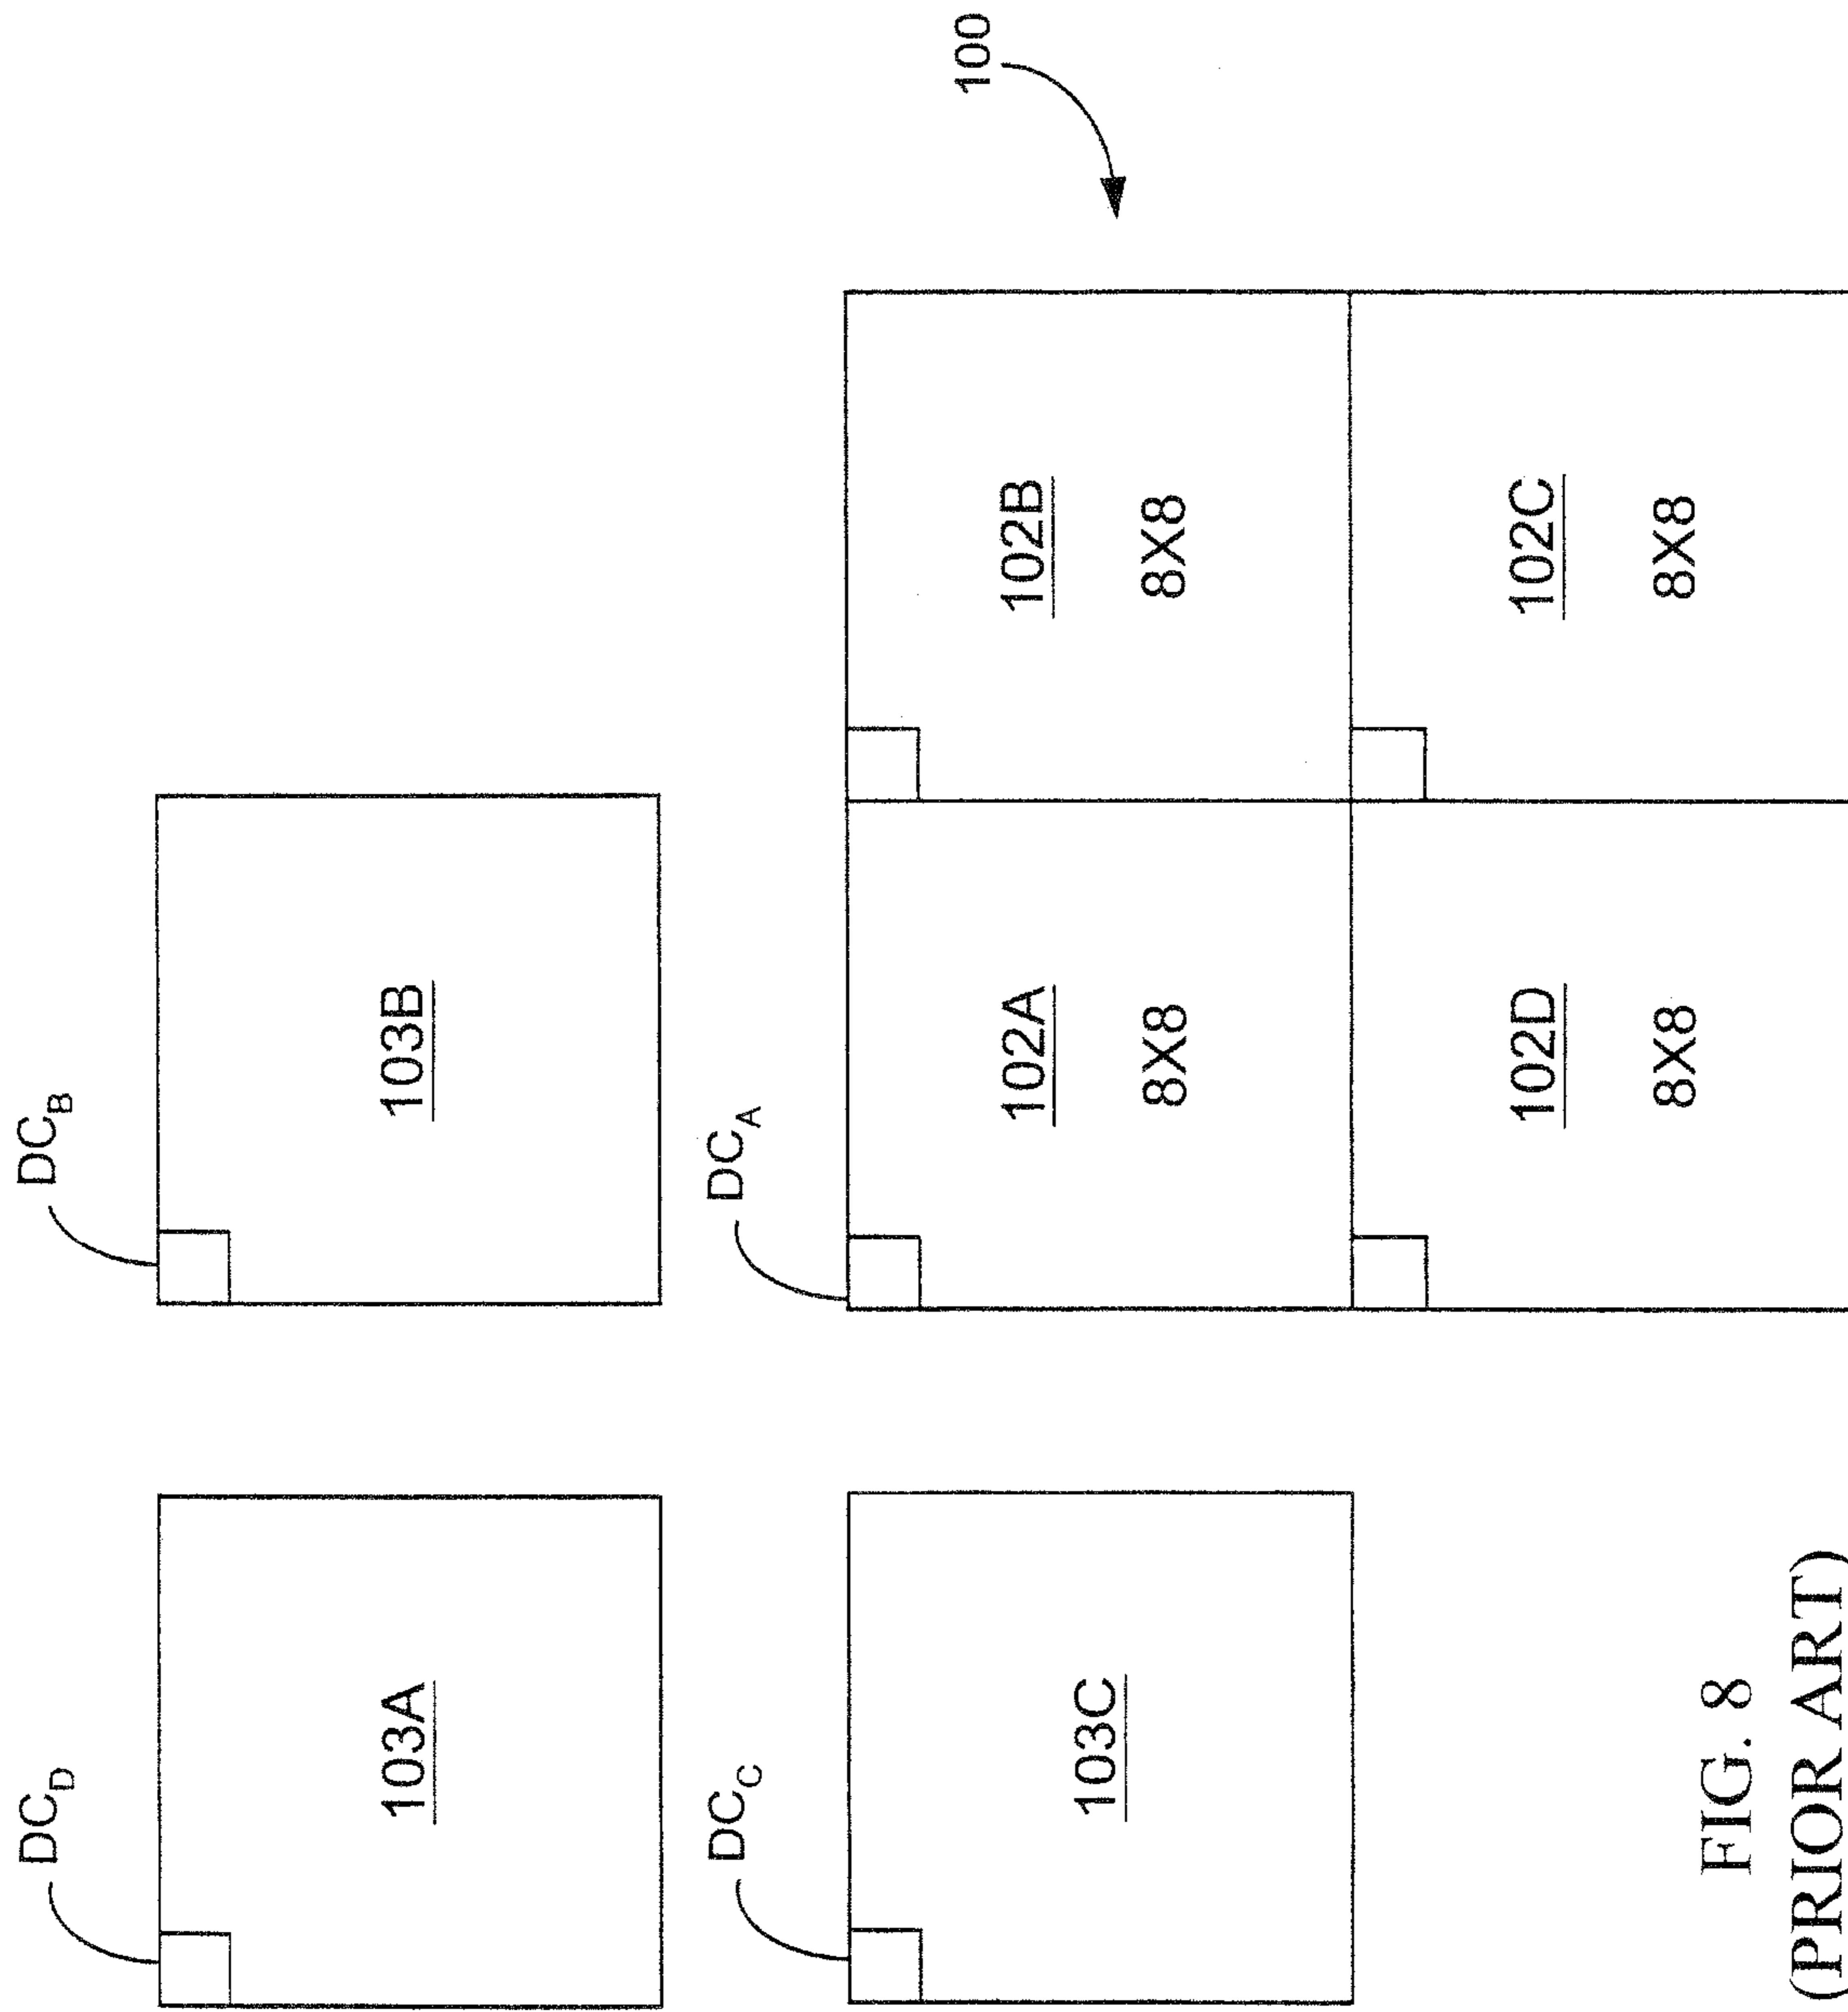 DC_D
DC_B
103A
103B
DC_C
DC_A
100
103C
102A
8X8
102B
8X8
102D
8X8
102C
8X8
FIG. 8
(PRIOR ART)